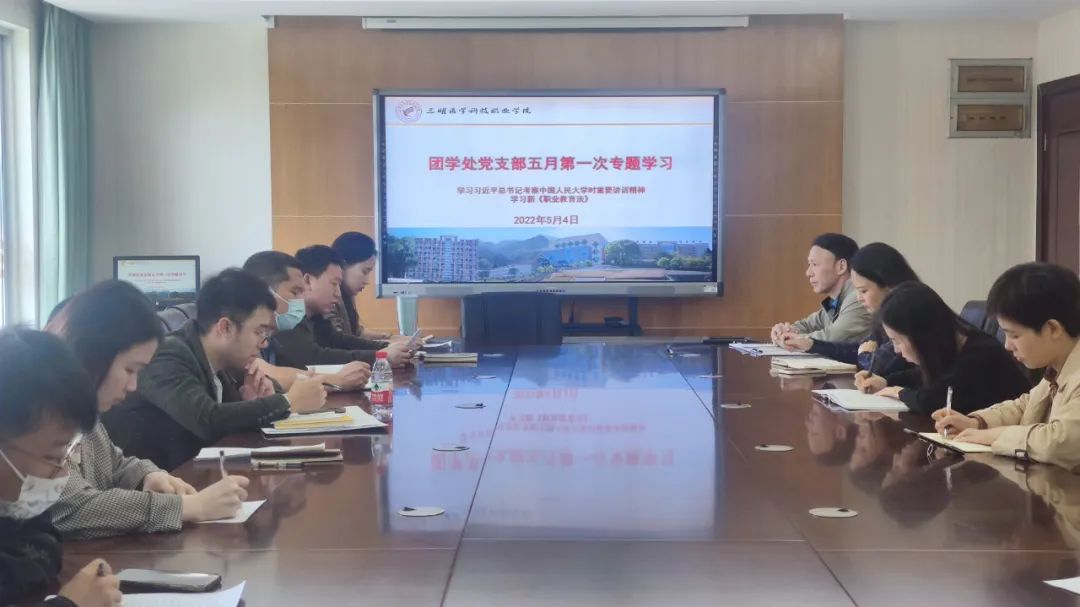 三明医学科技职业学院
团学处党支部五月第一次专题学习
学习习近平总书记考察中国人民大学时重要讲话精神
学习新《职业教育法》
2022年5月4日